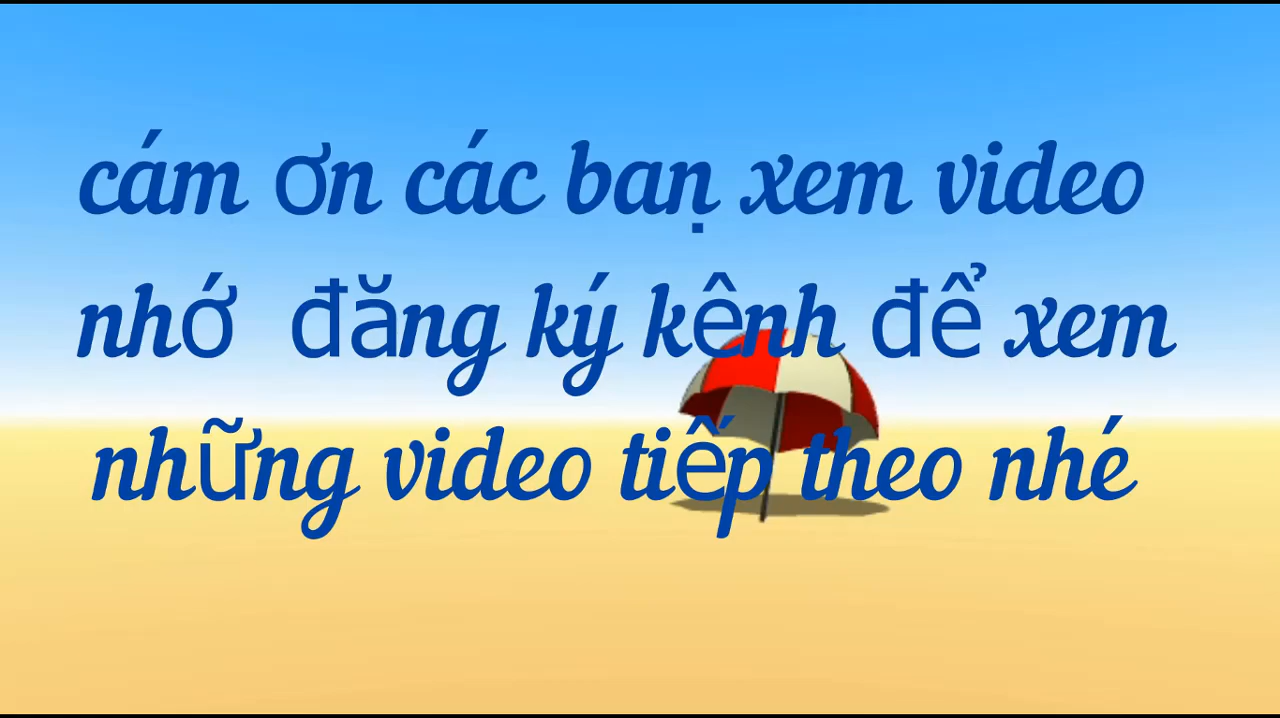 cám ơn các bạn xem video
nhớ đăng ký kênh để xem
những video tiếp theo nhé